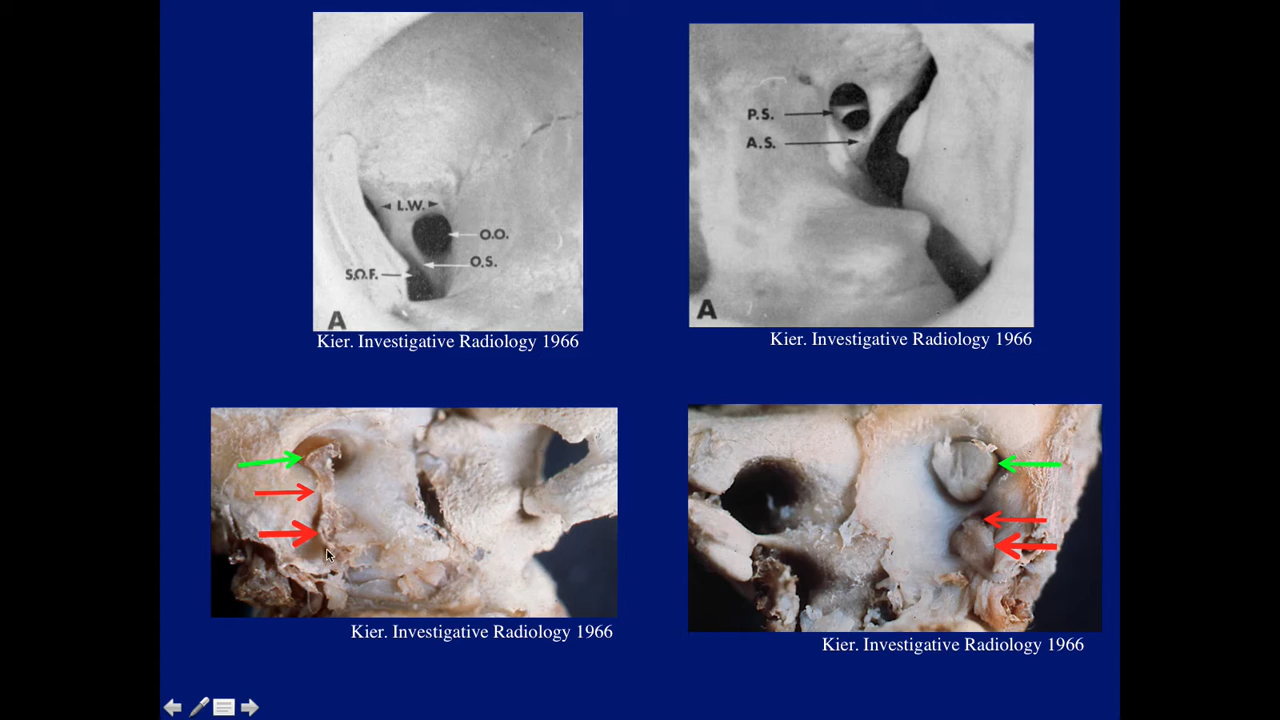 L.W.
O.O.
O.S.
S.O.F.
A
Kier. Investigative Radiology 1966
P.S.
A.S.
A
Kier. Investigative Radiology 1966
Kier. Investigative Radiology 1966
Kier. Investigative Radiology 1966